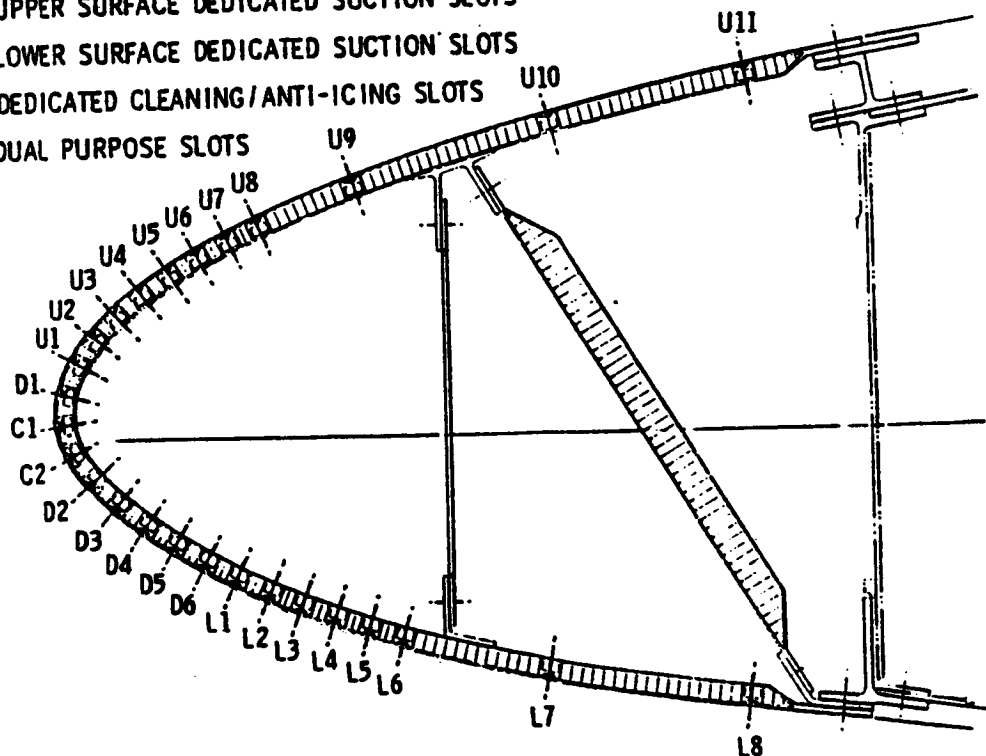 UPPER SURFACE DEDICATED SUCTION SLOTS
LOWER SURFACE DEDICATED SUCTION SLOTS
DEDICATED CLEANING/ANTI-ICING SLOTS
DUAL PURPOSE SLOTS
U11
U10
U9
U8
U7
U6
U5
U4
U3
U2
U1
D1
C1
C2
D2
D3
D4
D5
D6
L1
L2
L3
L4
L5
L6
L7
L8